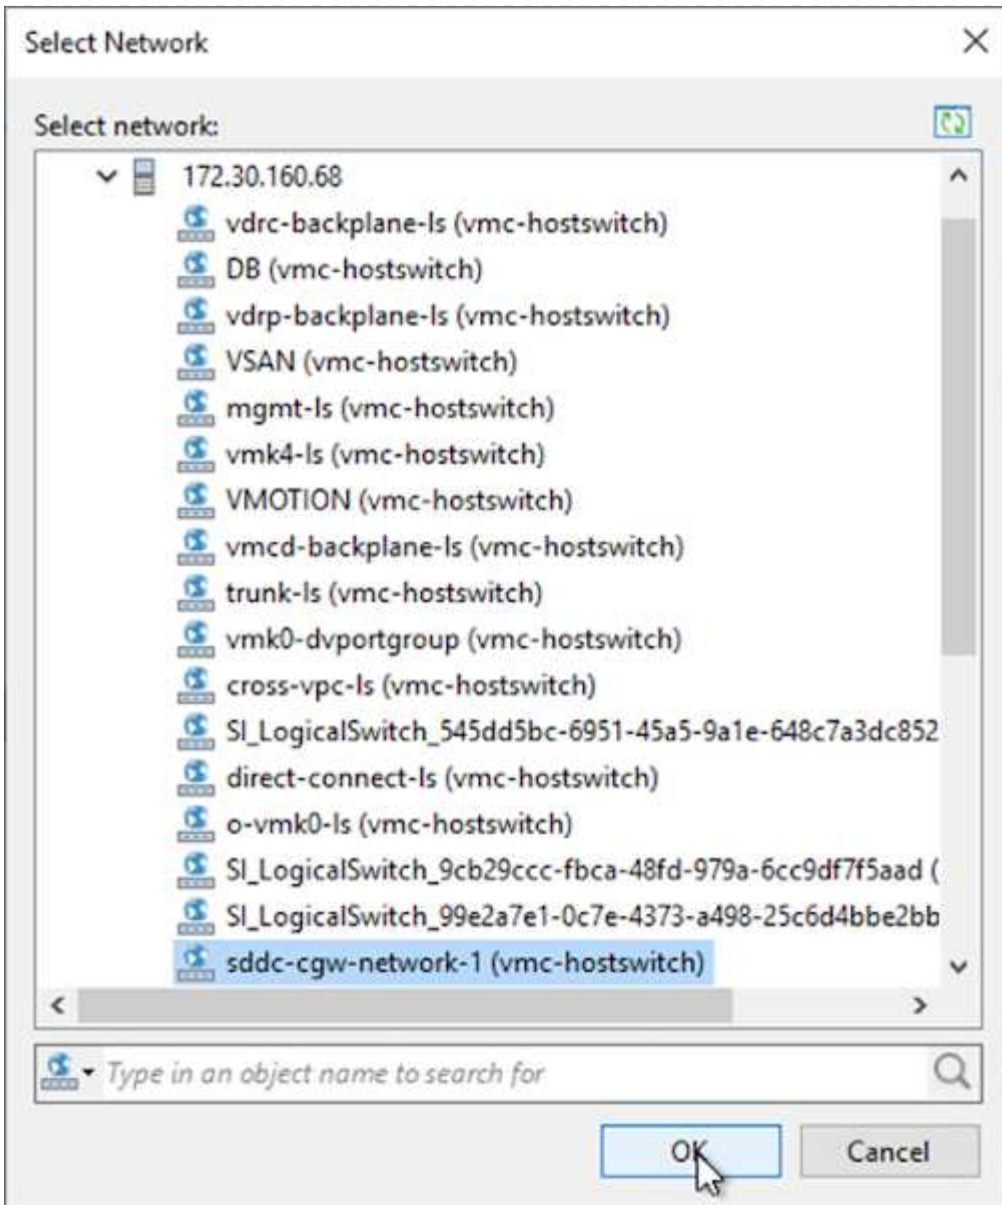 Select Network
Select network:
172.30.160.68
vdrc-backplane-ls (vmc-hostswitch)
DB (vmc-hostswitch)
vdrp-backplane-ls (vmc-hostswitch)
VSAN (vmc-hostswitch)
mgmt-ls (vmc-hostswitch)
vmk4-ls (vmc-hostswitch)
VMOTION (vmc-hostswitch)
vmcd-backplane-ls (vmc-hostswitch)
trunk-ls (vmc-hostswitch)
vmk0-dvportgroup (vmc-hostswitch)
cross-vpc-ls (vmc-hostswitch)
SI_LogicalSwitch_545dd5bc-6951-45a5-9a1e-648c7a3dc852
direct-connect-ls (vmc-hostswitch)
o-vmk0-ls (vmc-hostswitch)
SI_LogicalSwitch_9cb29ccc-fbca-48fd-979a-6cc9df7f5aad (
SI_LogicalSwitch_99e2a7e1-0c7e-4373-a498-25c6d4bbe2bb
sddc-cgw-network-1 (vmc-hostswitch)
Type in an object name to search for
OK
Cancel